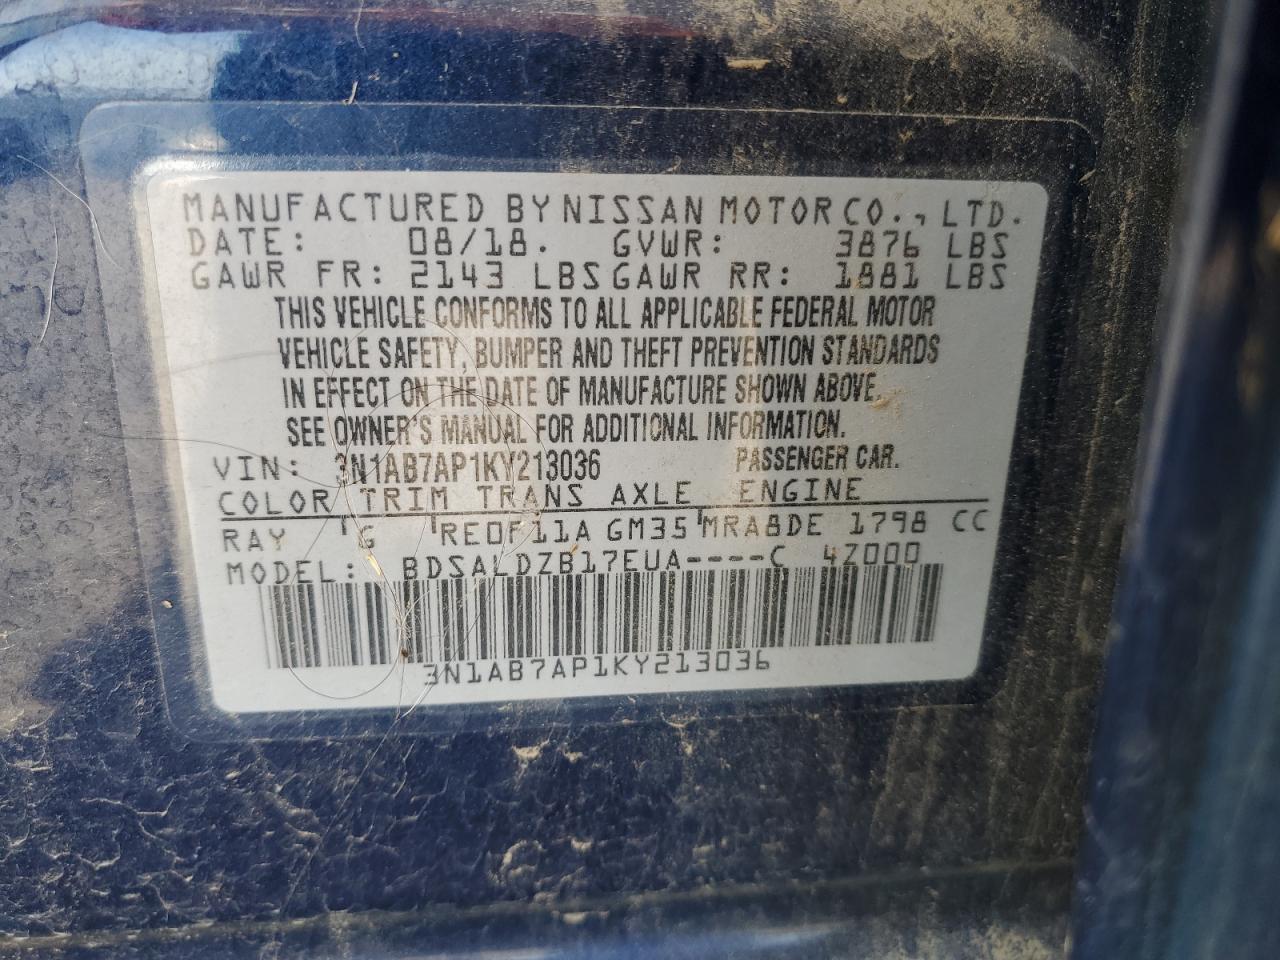 MANUFACTURED BY NISSAN MOTOR CO., LTD.
DATE: 08/18. GVWR: 3876 LBS
GAWR FR: 2143 LBS GAWR RR: 1881 LBS
THIS VEHICLE CONFORMS TO ALL APPLICABLE FEDERAL MOTOR
VEHICLE SAFETY, BUMPER AND THEFT PREVENTION STANDARDS
IN EFFECT ON THE DATE OF MANUFACTURE SHOWN ABOVE.
SEE OWNER'S MANUAL FOR ADDITIONAL INFORMATION.
VIN: 3N1AB7AP1KY213036 PASSENGER CAR.
COLOR TRIM TRANS AXLE ENGINE
RAY G RE0F11A GM35 MRA8DE 1798 CC
MODEL: BDSALDZB17EUA----C 4Z000
3N1AB7AP1KY213036